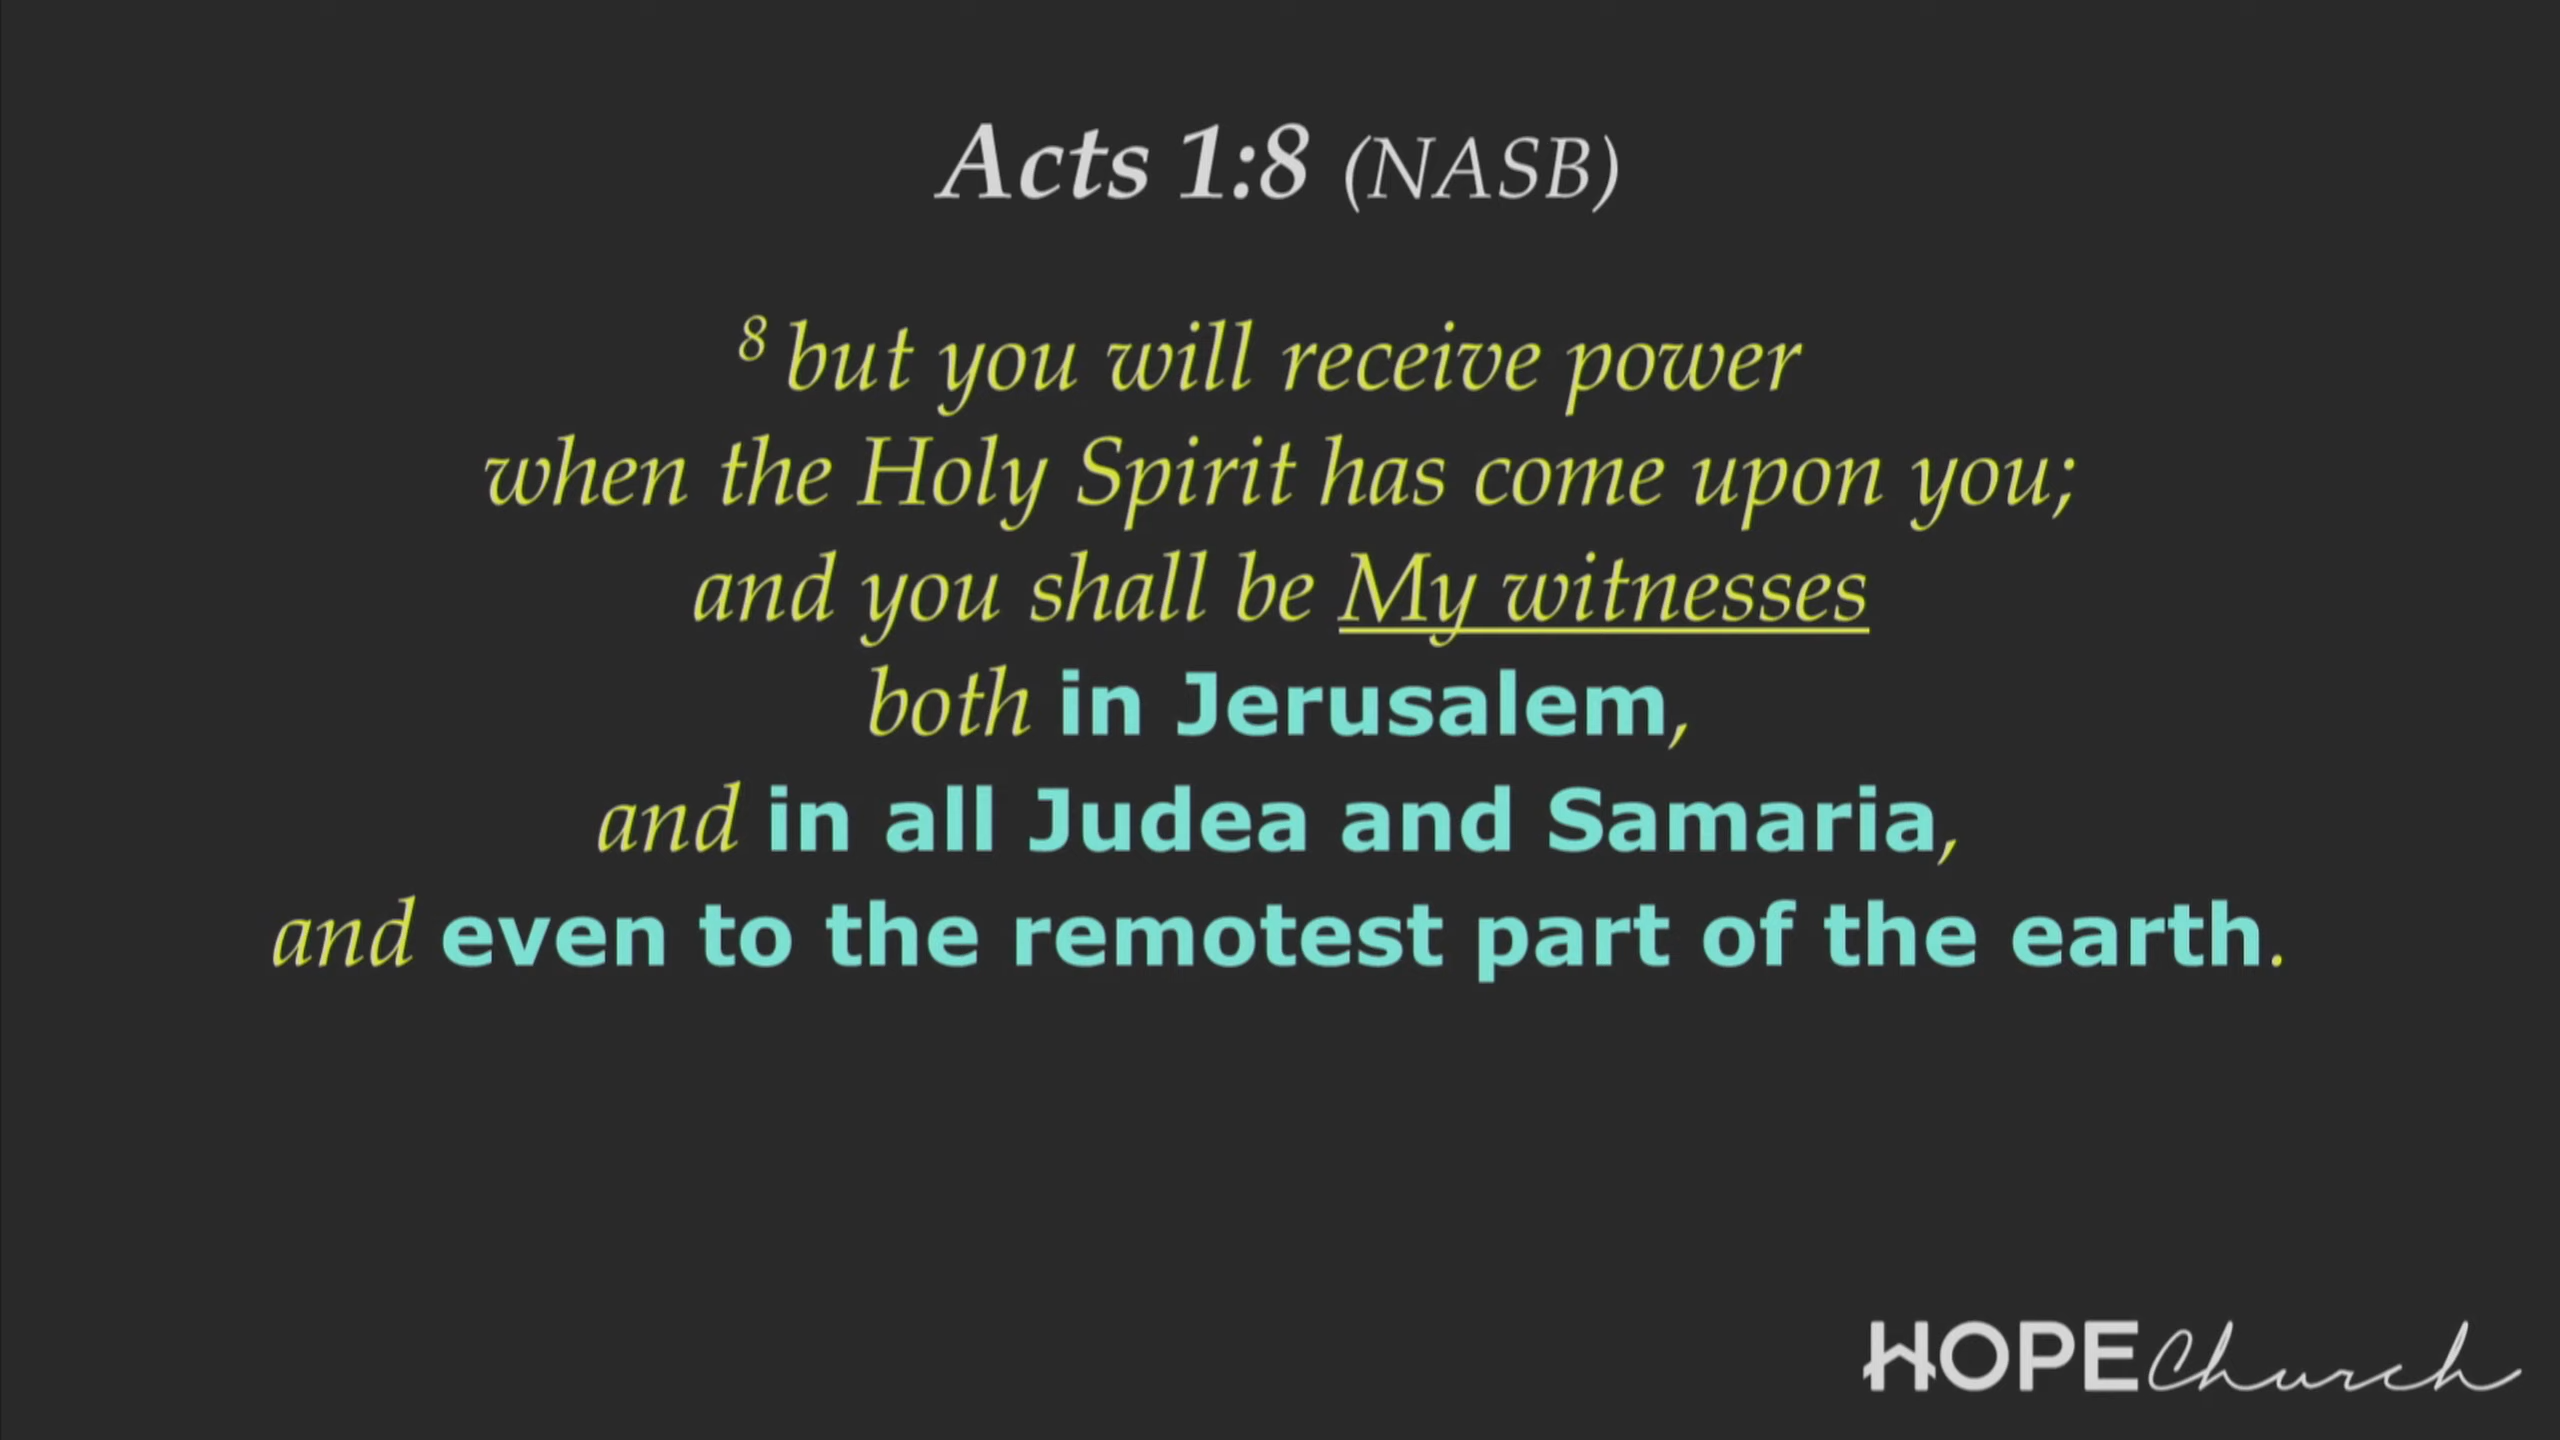 Acts 1:8 (NASB)
8 but you will receive power
when the Holy Spirit has come upon you;
and you shall be My witnesses
both in Jerusalem,
and in all Judea and Samaria,
and even to the remotest part of the earth.
HOPE Church